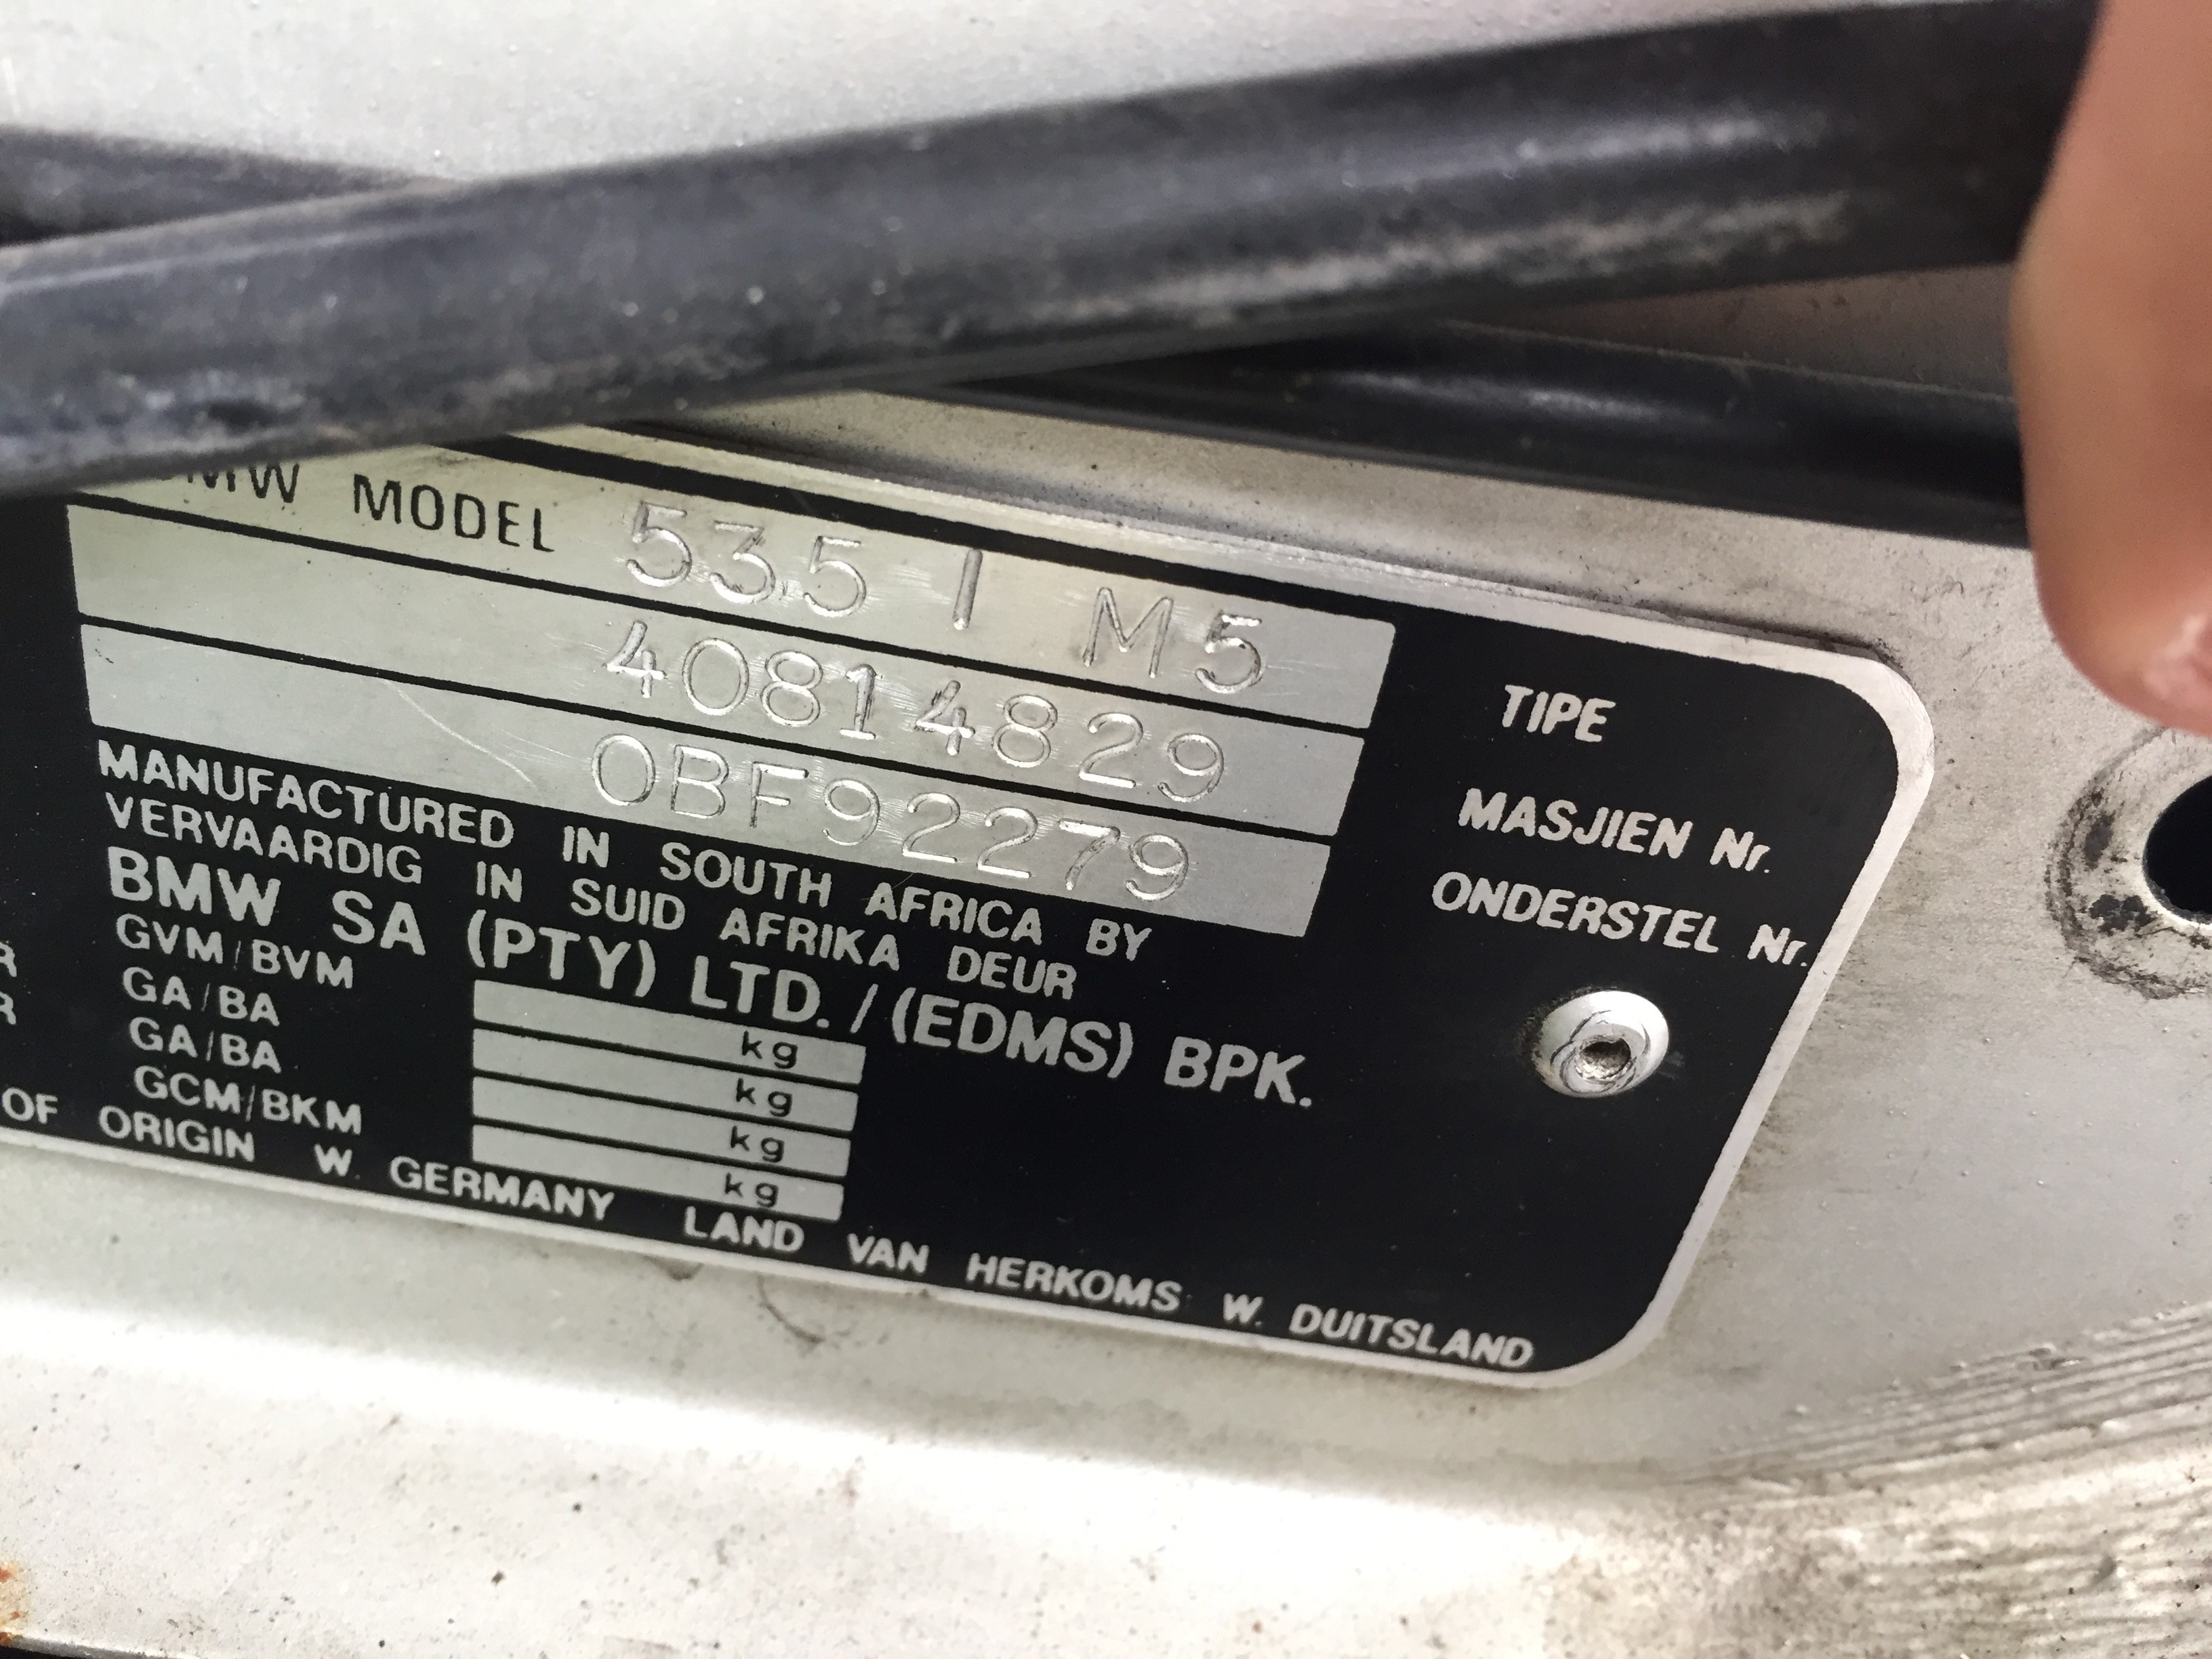 MODEL 535 I M5 TIPE
40814829 MASJIEN Nr.
0BF92279 ONDERSTEL Nr.
MANUFACTURED IN SOUTH AFRICA BY
VERVAARDIG IN SUID AFRIKA DEUR
BMW SA (PTY) LTD. / (EDMS) BPK.
GVM/BVM kg
GA/BA kg
GA/BA kg
GCM/BKM kg
OF ORIGIN W. GERMANY LAND VAN HERKOMS W. DUITSLAND